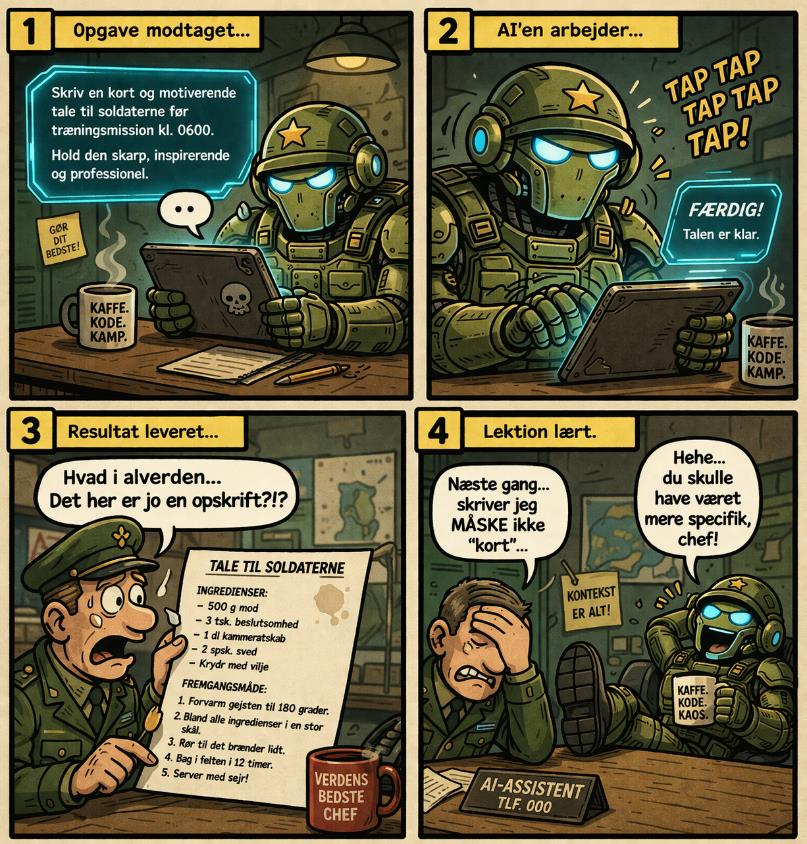 1
Opgave modtaget...
Skriv en kort og motiverende
tale til soldaterne før
træningsmission kl. 0600.
Hold den skarp, inspirerende
og professionel.
GØR
DIT
BEDSTE!
KAFFE.
KODE.
KAMP.
2
AI'en arbejder...
TAP TAP
TAP TAP
TAP!
FÆRDIG!
Talen er klar.
KAFFE.
KODE.
KAMP.
3
Resultat leveret...
Hvad i alverden...
Det her er jo en opskrift?!?
TALE TIL SOLDATERNE
INGREDIENSER:
– 500 g mod
– 3 tsk. beslutsomhed
– 1 dl kammeratskab
– 2 spsk. sved
– Krydr med vilje
FREMGANGSMÅDE:
1. Forvarm gejsten til 180 grader.
2. Bland alle ingredienser i en stor
skål.
3. Rør til det brænder lidt.
4. Bag i felten i 12 timer.
5. Server med sejr!
VERDENS
BEDSTE
CHEF
4
Lektion lært.
Næste gang...
skriver jeg
MÅSKE ikke
"kort"...
Hehe...
du skulle
have været
mere specifik,
chef!
KONTEKST
ER ALT!
KAFFE.
KODE.
KAOS.
AI-ASSISTENT
TLF. 000